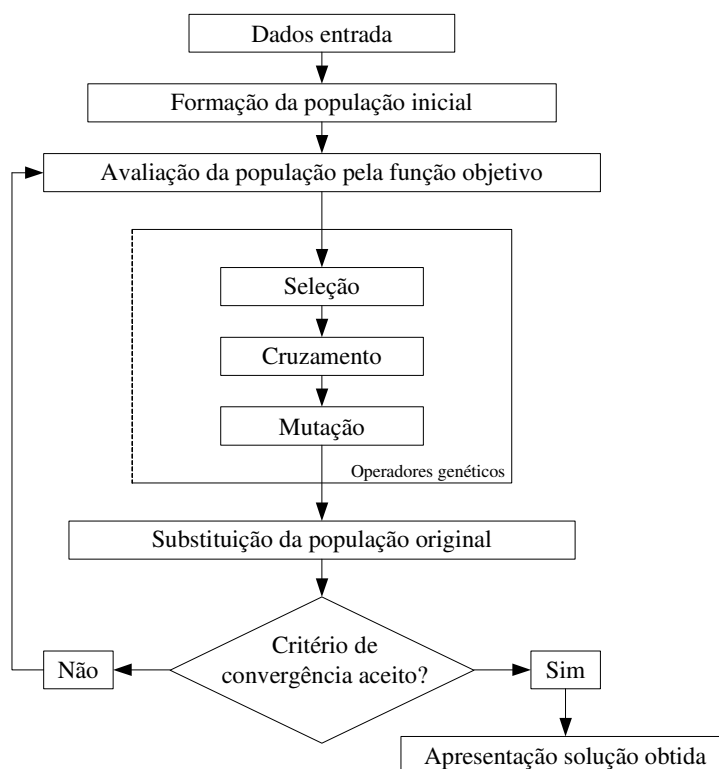 Dados entrada
Formação da população inicial
Avaliação da população pela função objetivo
Seleção
Cruzamento
Mutação
Operadores genéticos
Substituição da população original
Critério de
convergência aceito?
Não
Sim
Apresentação solução obtida